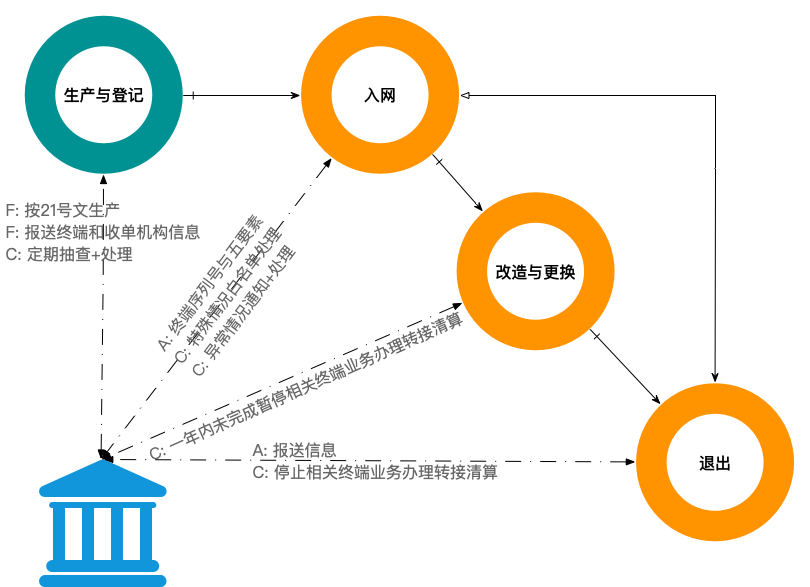 生产与登记
入网
F: 按21号文生产
F: 报送终端和收单机构信息
C: 定期抽查+处理
A: 终端序列号与五要素
C: 特殊情况白名单处理
C: 异常情况通知+处理
改造与更换
C: 一年内未完成暂停相关终端业务办理转接清算
A: 报送信息
C: 停止相关终端业务办理转接清算
退出